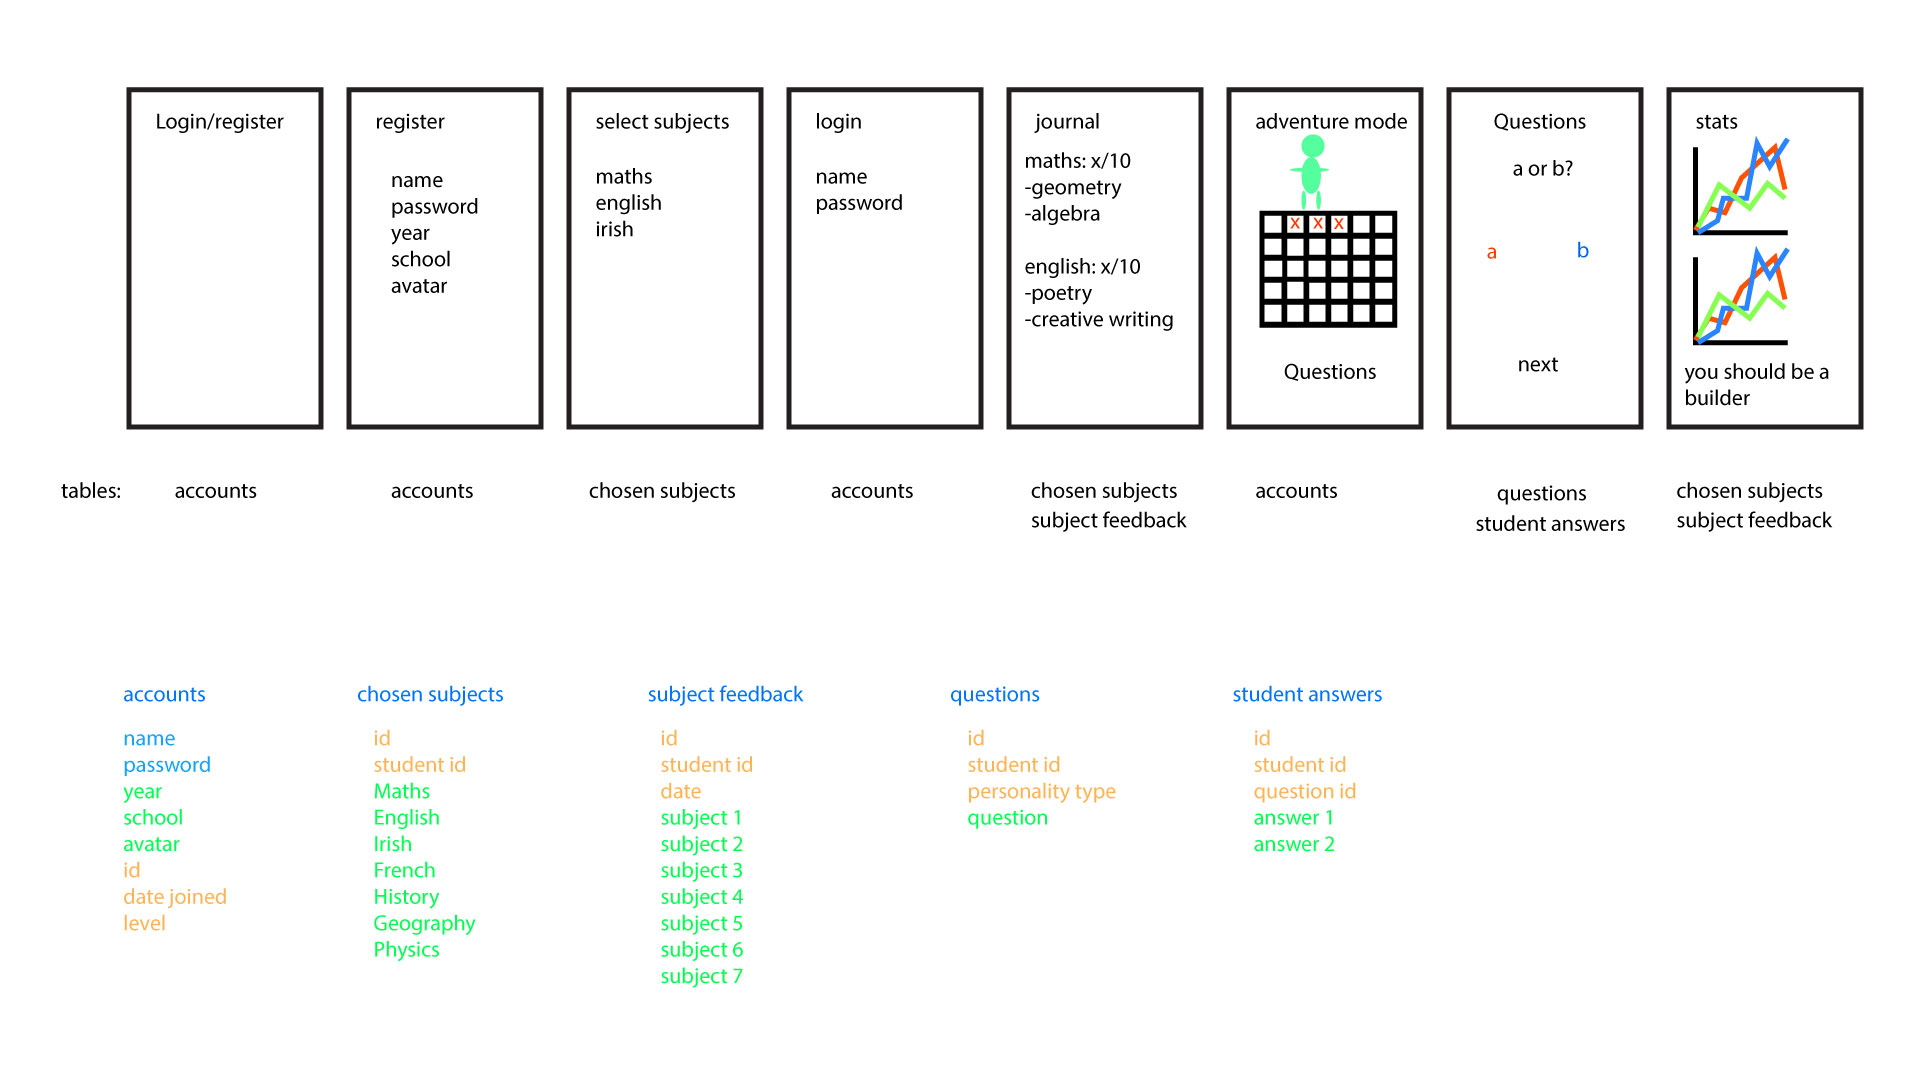 Login/register
register
name
password
year
school
avatar
select subjects
maths
english
irish
login
name
password
journal
maths: x/10
-geometry
-algebra
english: x/10
-poetry
-creative writing
adventure mode
x x x
Questions
Questions
a or b?
a b
next
stats
you should be a
builder
tables:
accounts
accounts
chosen subjects
accounts
chosen subjects
subject feedback
accounts
questions
student answers
chosen subjects
subject feedback
accounts
name
password
year
school
avatar
id
date joined
level
chosen subjects
id
student id
Maths
English
Irish
French
History
Geography
Physics
subject feedback
id
student id
date
subject 1
subject 2
subject 3
subject 4
subject 5
subject 6
subject 7
questions
id
student id
personality type
question
student answers
id
student id
question id
answer 1
answer 2